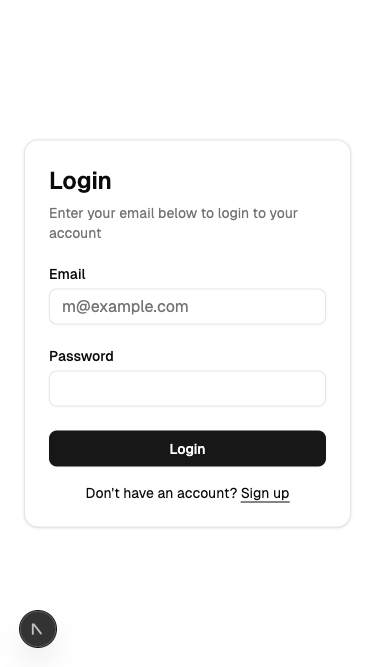 Login
Enter your email below to login to your
account
Email
m@example.com
Password
Login
Don't have an account? Sign up